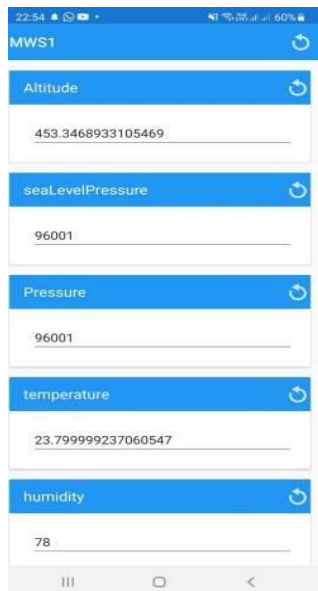 22:54
60%
MWS1
Altitude
453.3468933105469
seaLevelPressure
96001
Pressure
96001
temperature
23.799999237060547
humidity
78